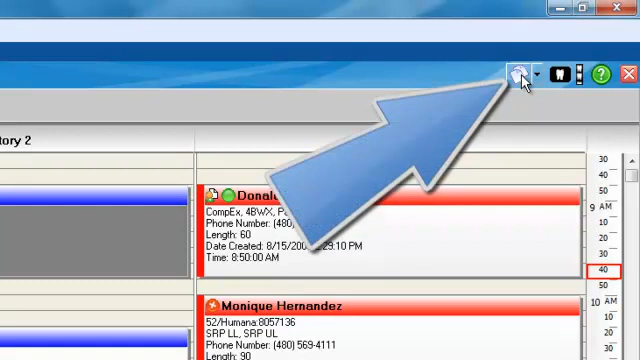 tory 2
30
40
50
9 AM
10
20
30
40
50
10 AM
10
20
30
Donal
CompEx, 4BWX, P
Phone Number: (480)
Length: 60
Date Created: 8/15/200 :29:10 PM
Time: 8:50:00 AM
Monique Hernandez
52/Humana:8057136
SRP LL, SRP UL
Phone Number: (480) 569-4111
Length: 90